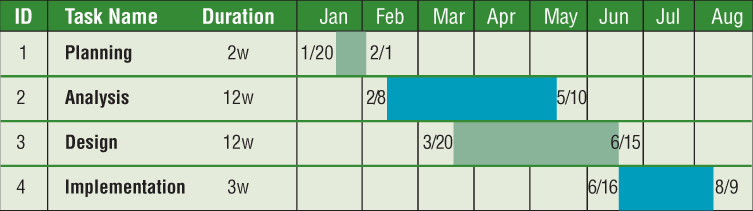 ID Task Name Duration Jan Feb Mar Apr May Jun Jul Aug
1 Planning 2w 1/20 2/1
2 Analysis 12w 2/8 5/10
3 Design 12w 3/20 6/15
4 Implementation 3w 6/16 8/9